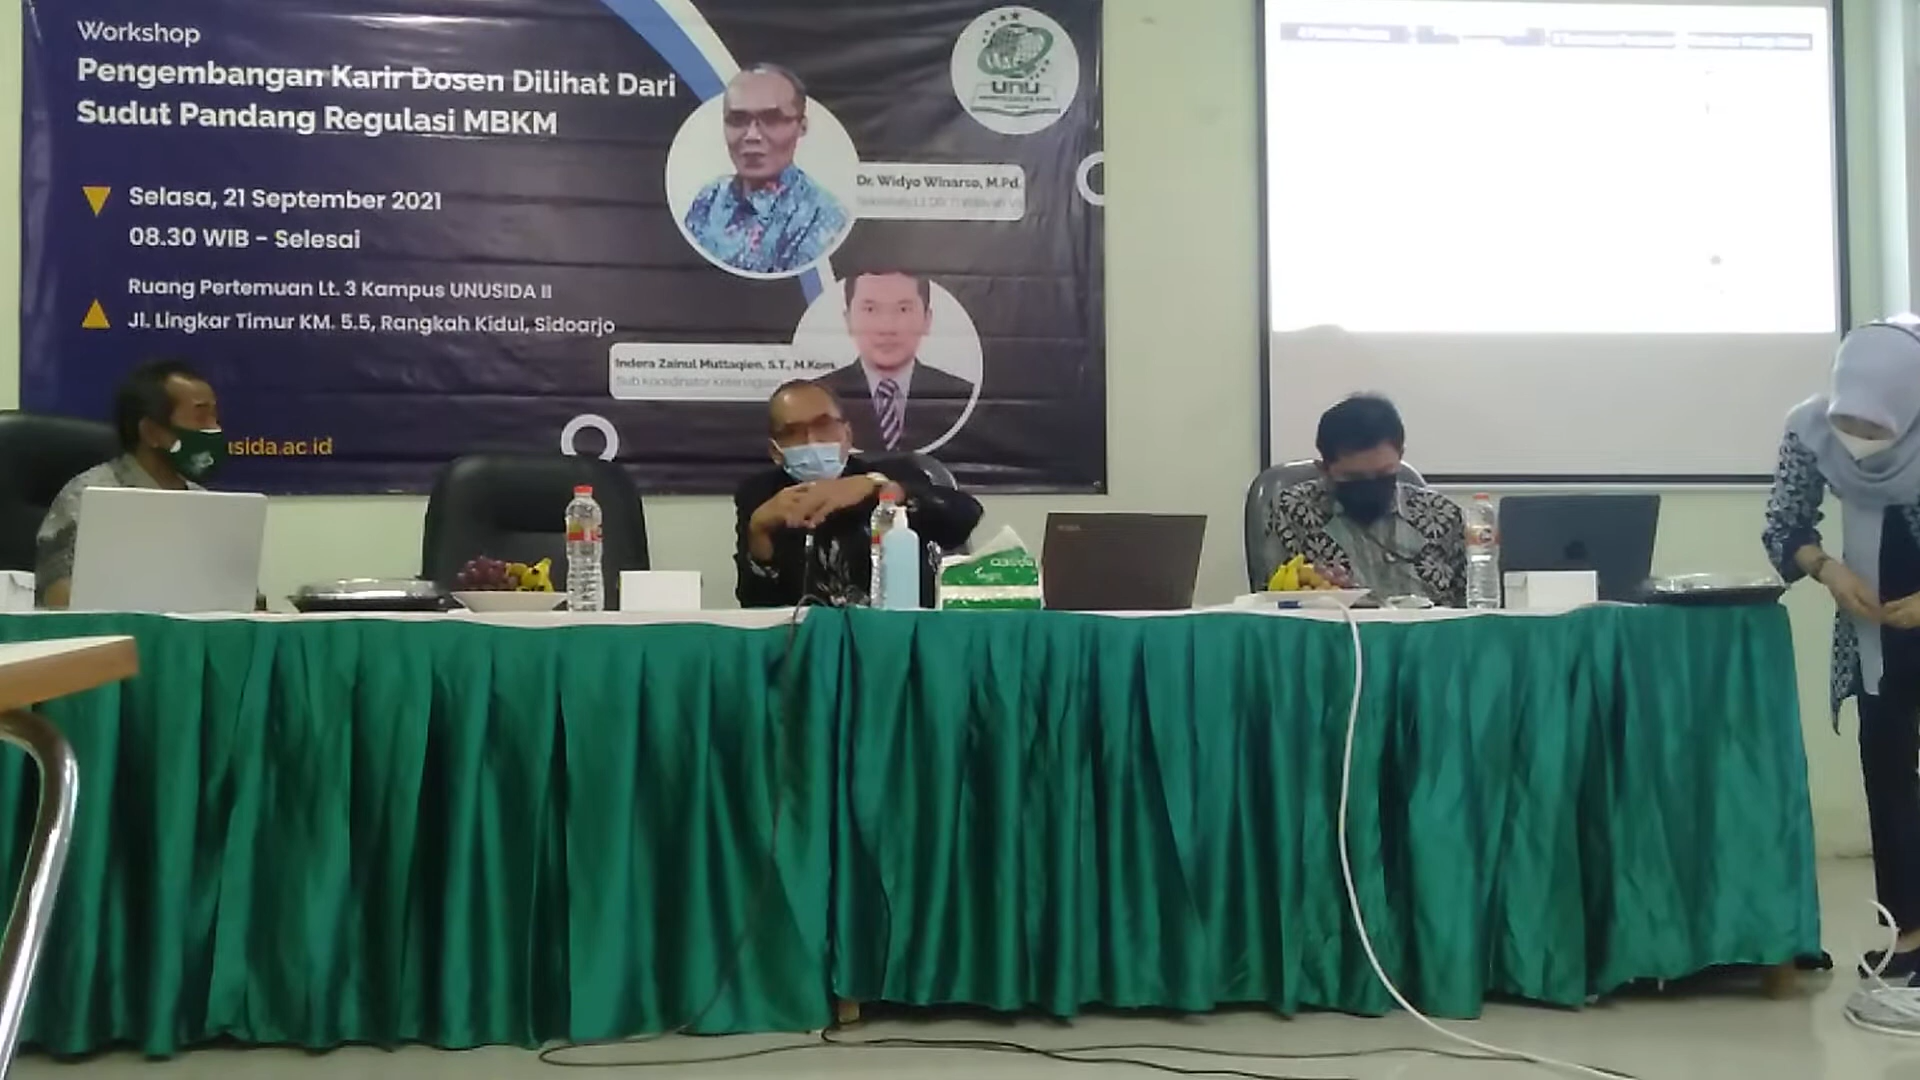 Workshop
Pengembangan Karir Dosen Dilihat Dari
Sudut Pandang Regulasi MBKM
Selasa, 21 September 2021
08.30 WIB - Selesai
Ruang Pertemuan Lt. 3 Kampus UNUSIDA II
Jl. Lingkar Timur KM. 5.5, Rangkah Kidul, Sidoarjo
unu
Dr. Widyo Winarso, M.Pd.
Indera Zainul Muttaqien, S.T., M.Kom.
Sub Koordinator
usida.ac.id